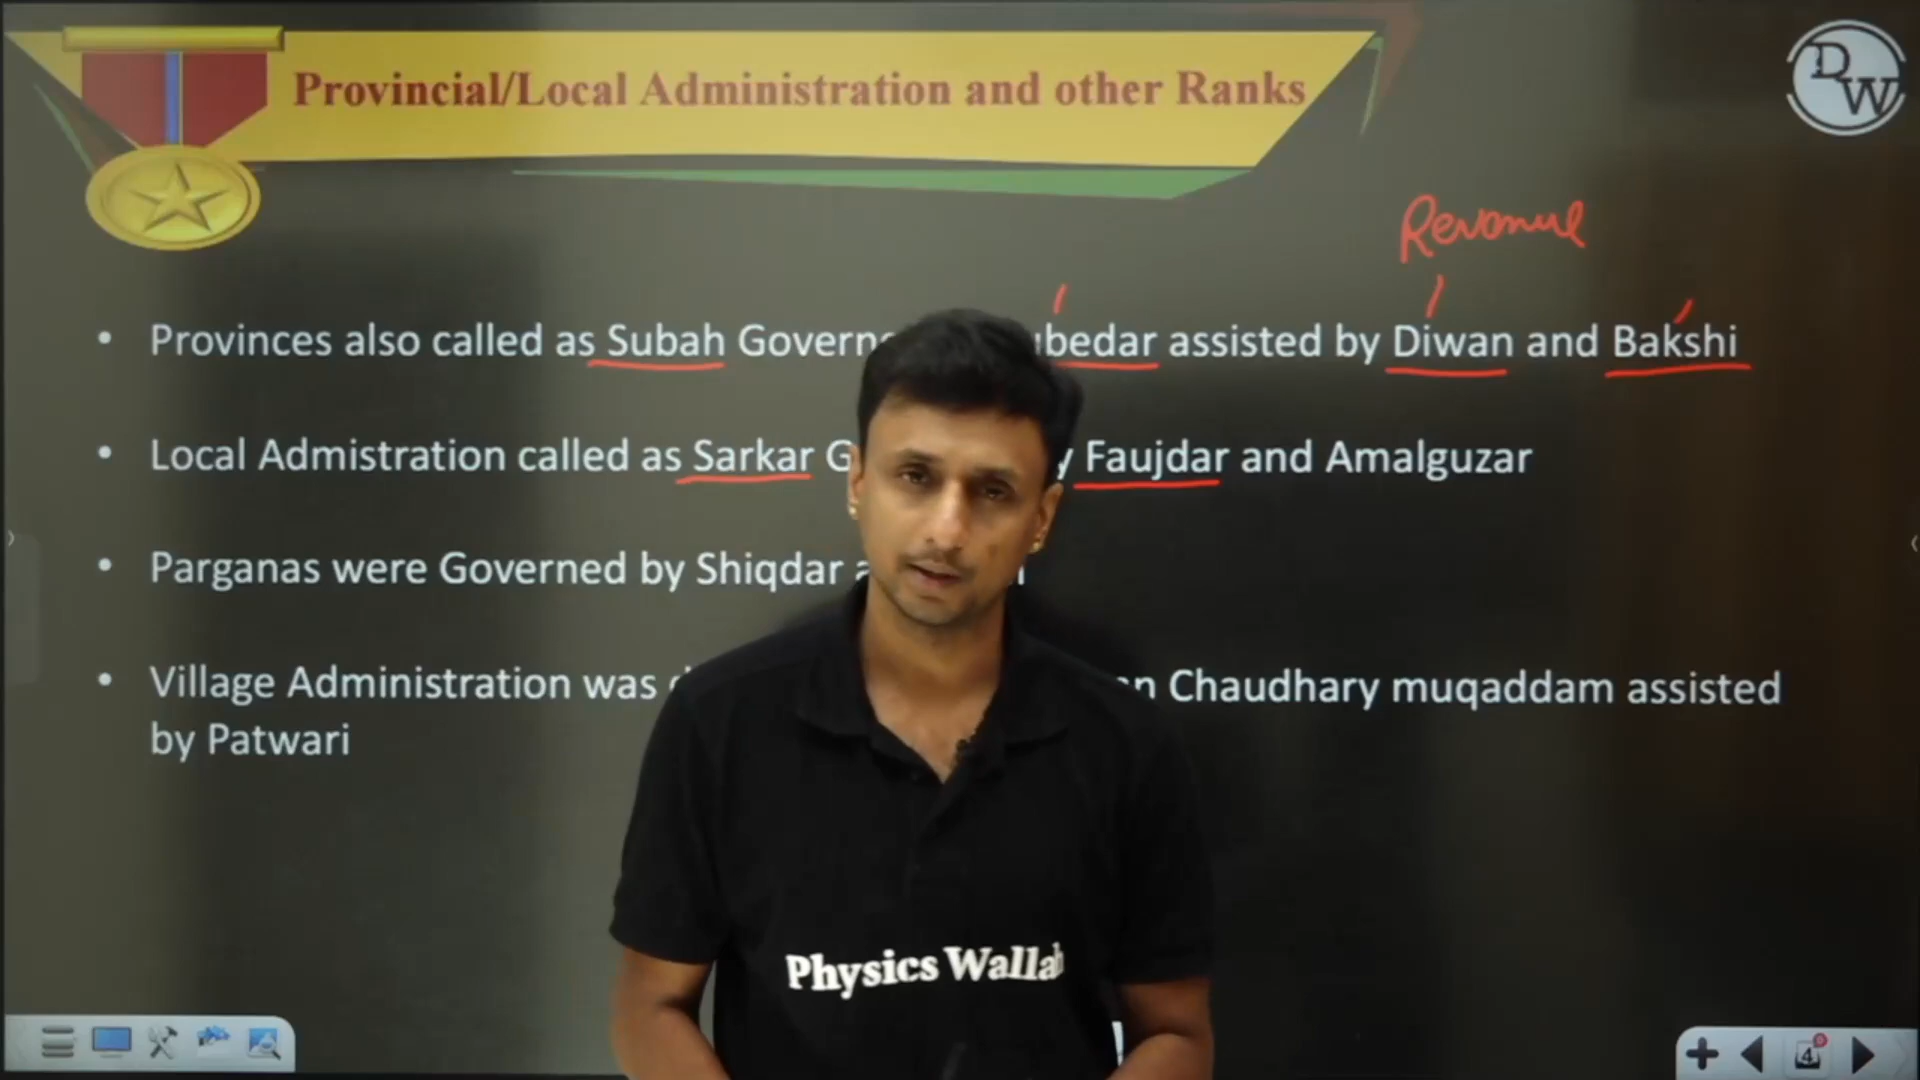 Provincial/Local Administration and other Ranks
DW
Revenue
• Provinces also called as Subah assisted by Diwan and Bakshi
• Local Admistration called as Sarkar Faujdar and Amalguzar
• Parganas were Governed by Shiqdar
• Village Administration was Chaudhary muqaddam assisted
by Patwari
Physics Wallah
4